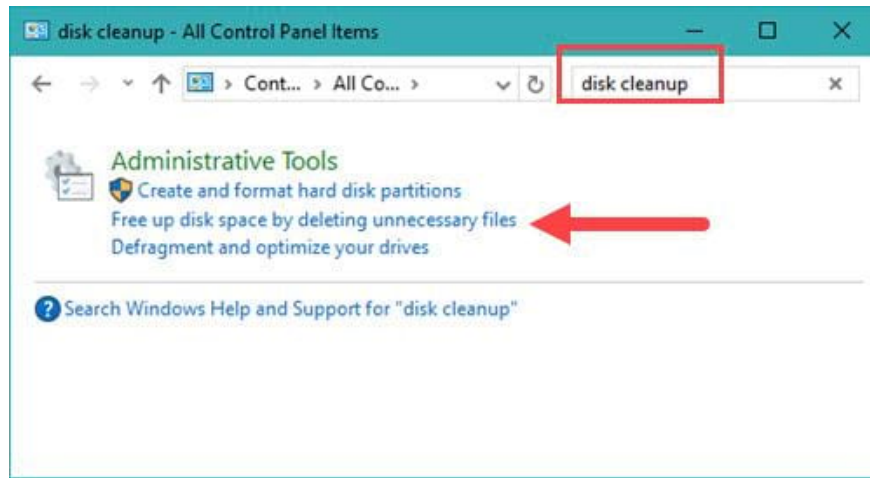 disk cleanup - All Control Panel Items
Cont... > All Co... >
disk cleanup
Administrative Tools
Create and format hard disk partitions
Free up disk space by deleting unnecessary files
Defragment and optimize your drives
Search Windows Help and Support for "disk cleanup"